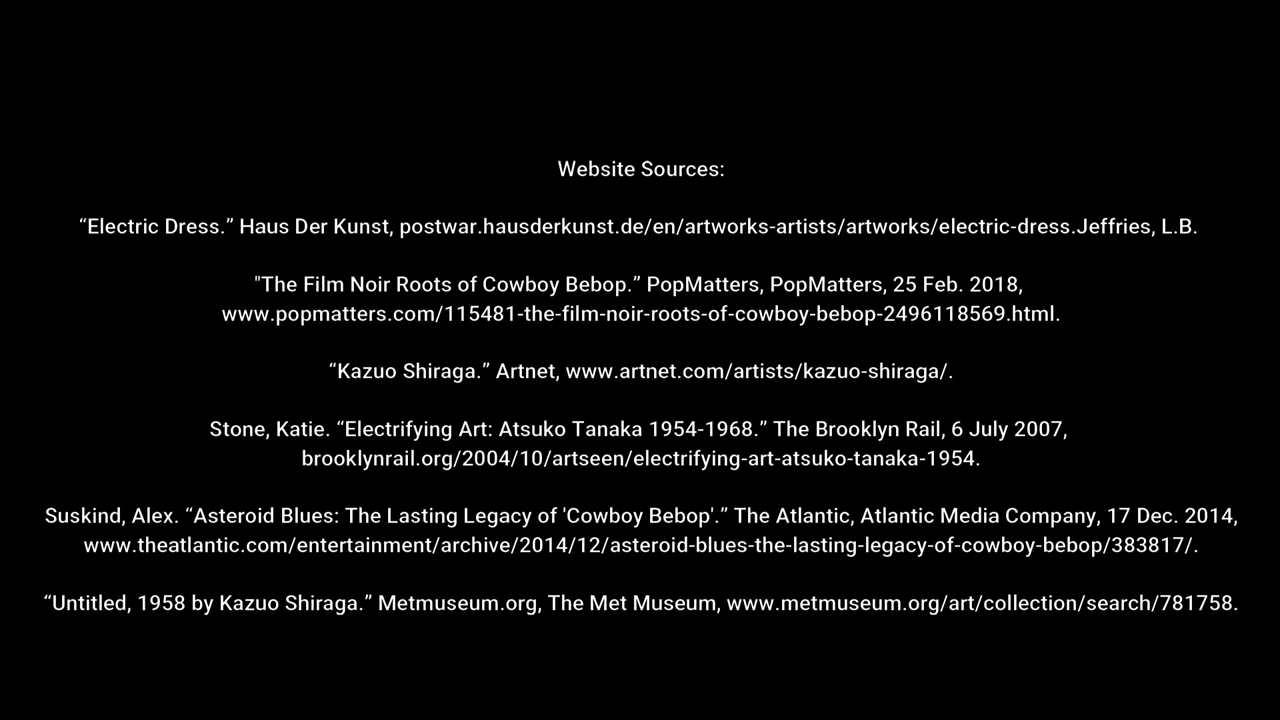 Website Sources:
“Electric Dress.” Haus Der Kunst, postwar.hausderkunst.de/en/artworks-artists/artworks/electric-dress.Jeffries, L.B.
"The Film Noir Roots of Cowboy Bebop.” PopMatters, PopMatters, 25 Feb. 2018,
www.popmatters.com/115481-the-film-noir-roots-of-cowboy-bebop-2496118569.html.
“Kazuo Shiraga.” Artnet, www.artnet.com/artists/kazuo-shiraga/.
Stone, Katie. “Electrifying Art: Atsuko Tanaka 1954-1968.” The Brooklyn Rail, 6 July 2007,
brooklynrail.org/2004/10/artseen/electrifying-art-atsuko-tanaka-1954.
Suskind, Alex. “Asteroid Blues: The Lasting Legacy of 'Cowboy Bebop'.” The Atlantic, Atlantic Media Company, 17 Dec. 2014,
www.theatlantic.com/entertainment/archive/2014/12/asteroid-blues-the-lasting-legacy-of-cowboy-bebop/383817/.
“Untitled, 1958 by Kazuo Shiraga.” Metmuseum.org, The Met Museum, www.metmuseum.org/art/collection/search/781758.